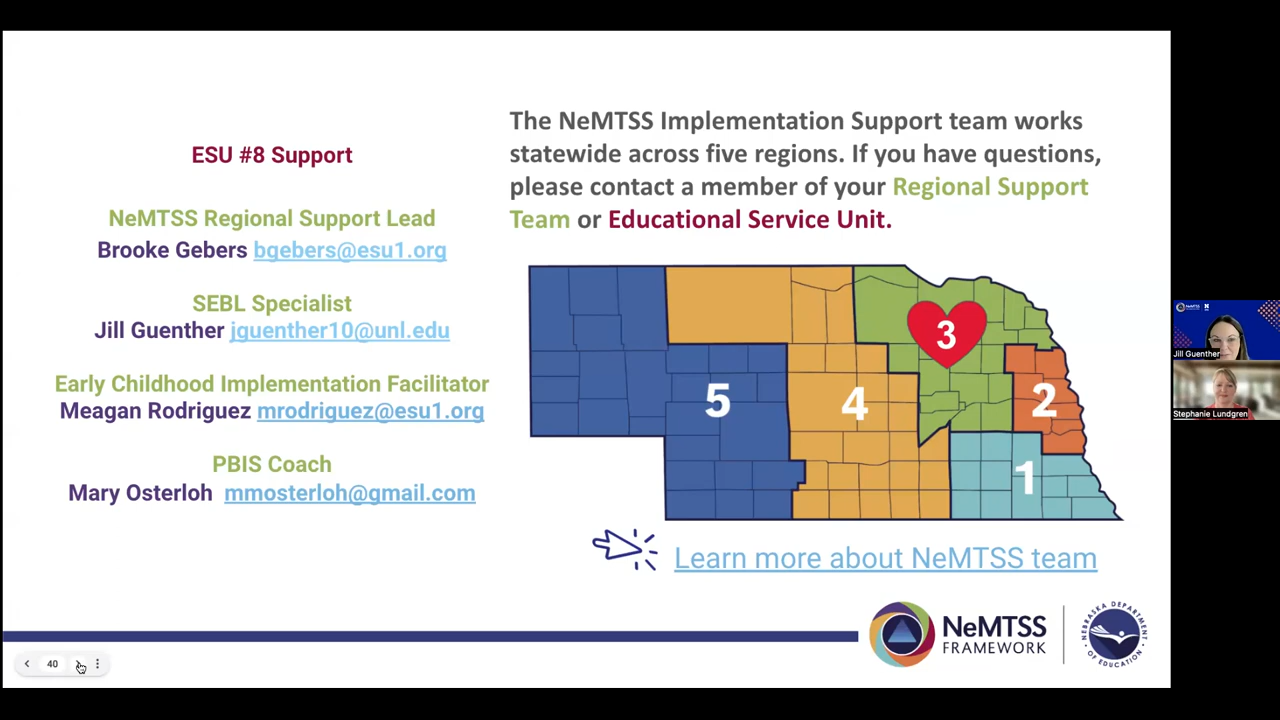 ESU #8 Support
NeMTSS Regional Support Lead
Brooke Gebers bgebers@esu1.org
SEBL Specialist
Jill Guenther jguenther10@unl.edu
Early Childhood Implementation Facilitator
Meagan Rodriguez mrodriguez@esu1.org
PBIS Coach
Mary Osterloh mmosterloh@gmail.com
The NeMTSS Implementation Support team works
statewide across five regions. If you have questions,
please contact a member of your Regional Support
Team or Educational Service Unit.
3
5
4
2
1
Learn more about NeMTSS team
NeMTSS
FRAMEWORK
NEBRASKA DEPARTMENT
OF EDUCATION
40
Jill Guenther
Stephanie Lundgren